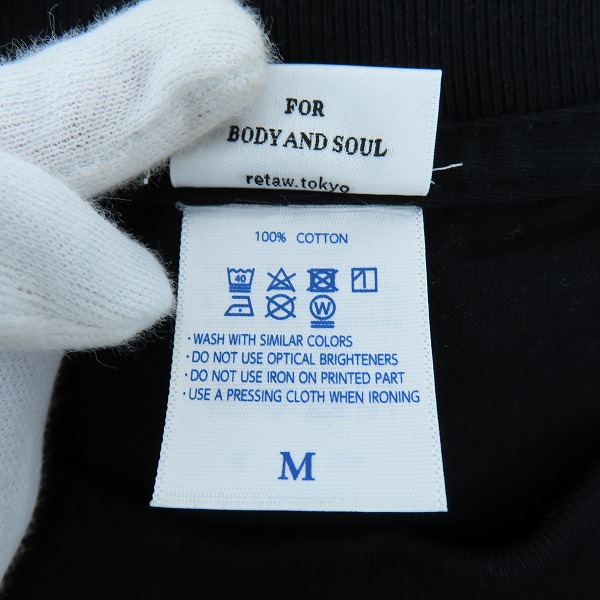 FOR
BODY AND SOUL
retaw.tokyo
100% COTTON
40
W
·WASH WITH SIMILAR COLORS
·DO NOT USE OPTICAL BRIGHTENERS
·DO NOT USE IRON ON PRINTED PART
·USE A PRESSING CLOTH WHEN IRONING
M